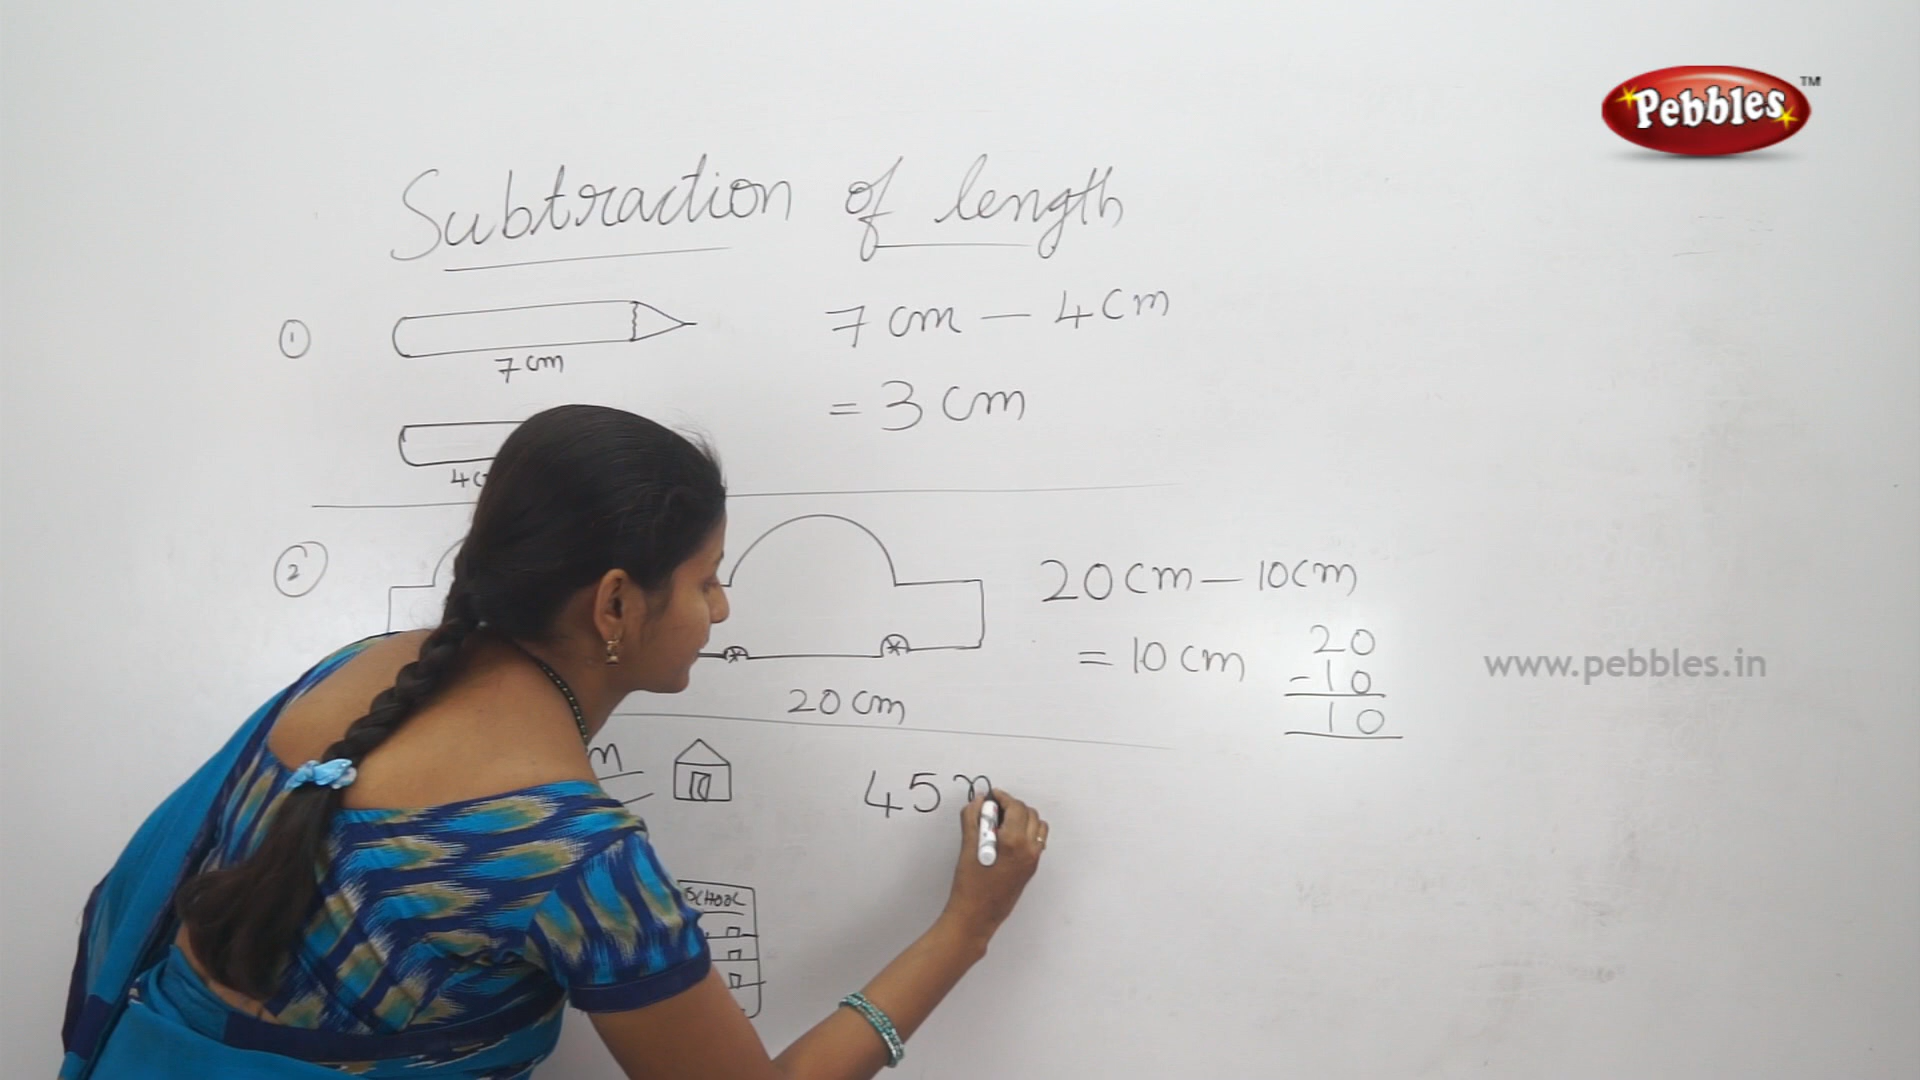 Pebbles TM
Subtraction of length
1
7 cm
7 cm - 4 cm
= 3 cm
2
20 cm
20 cm - 10 cm
= 10 cm
20
-10
10
www.pebbles.in
45
SCHOOL